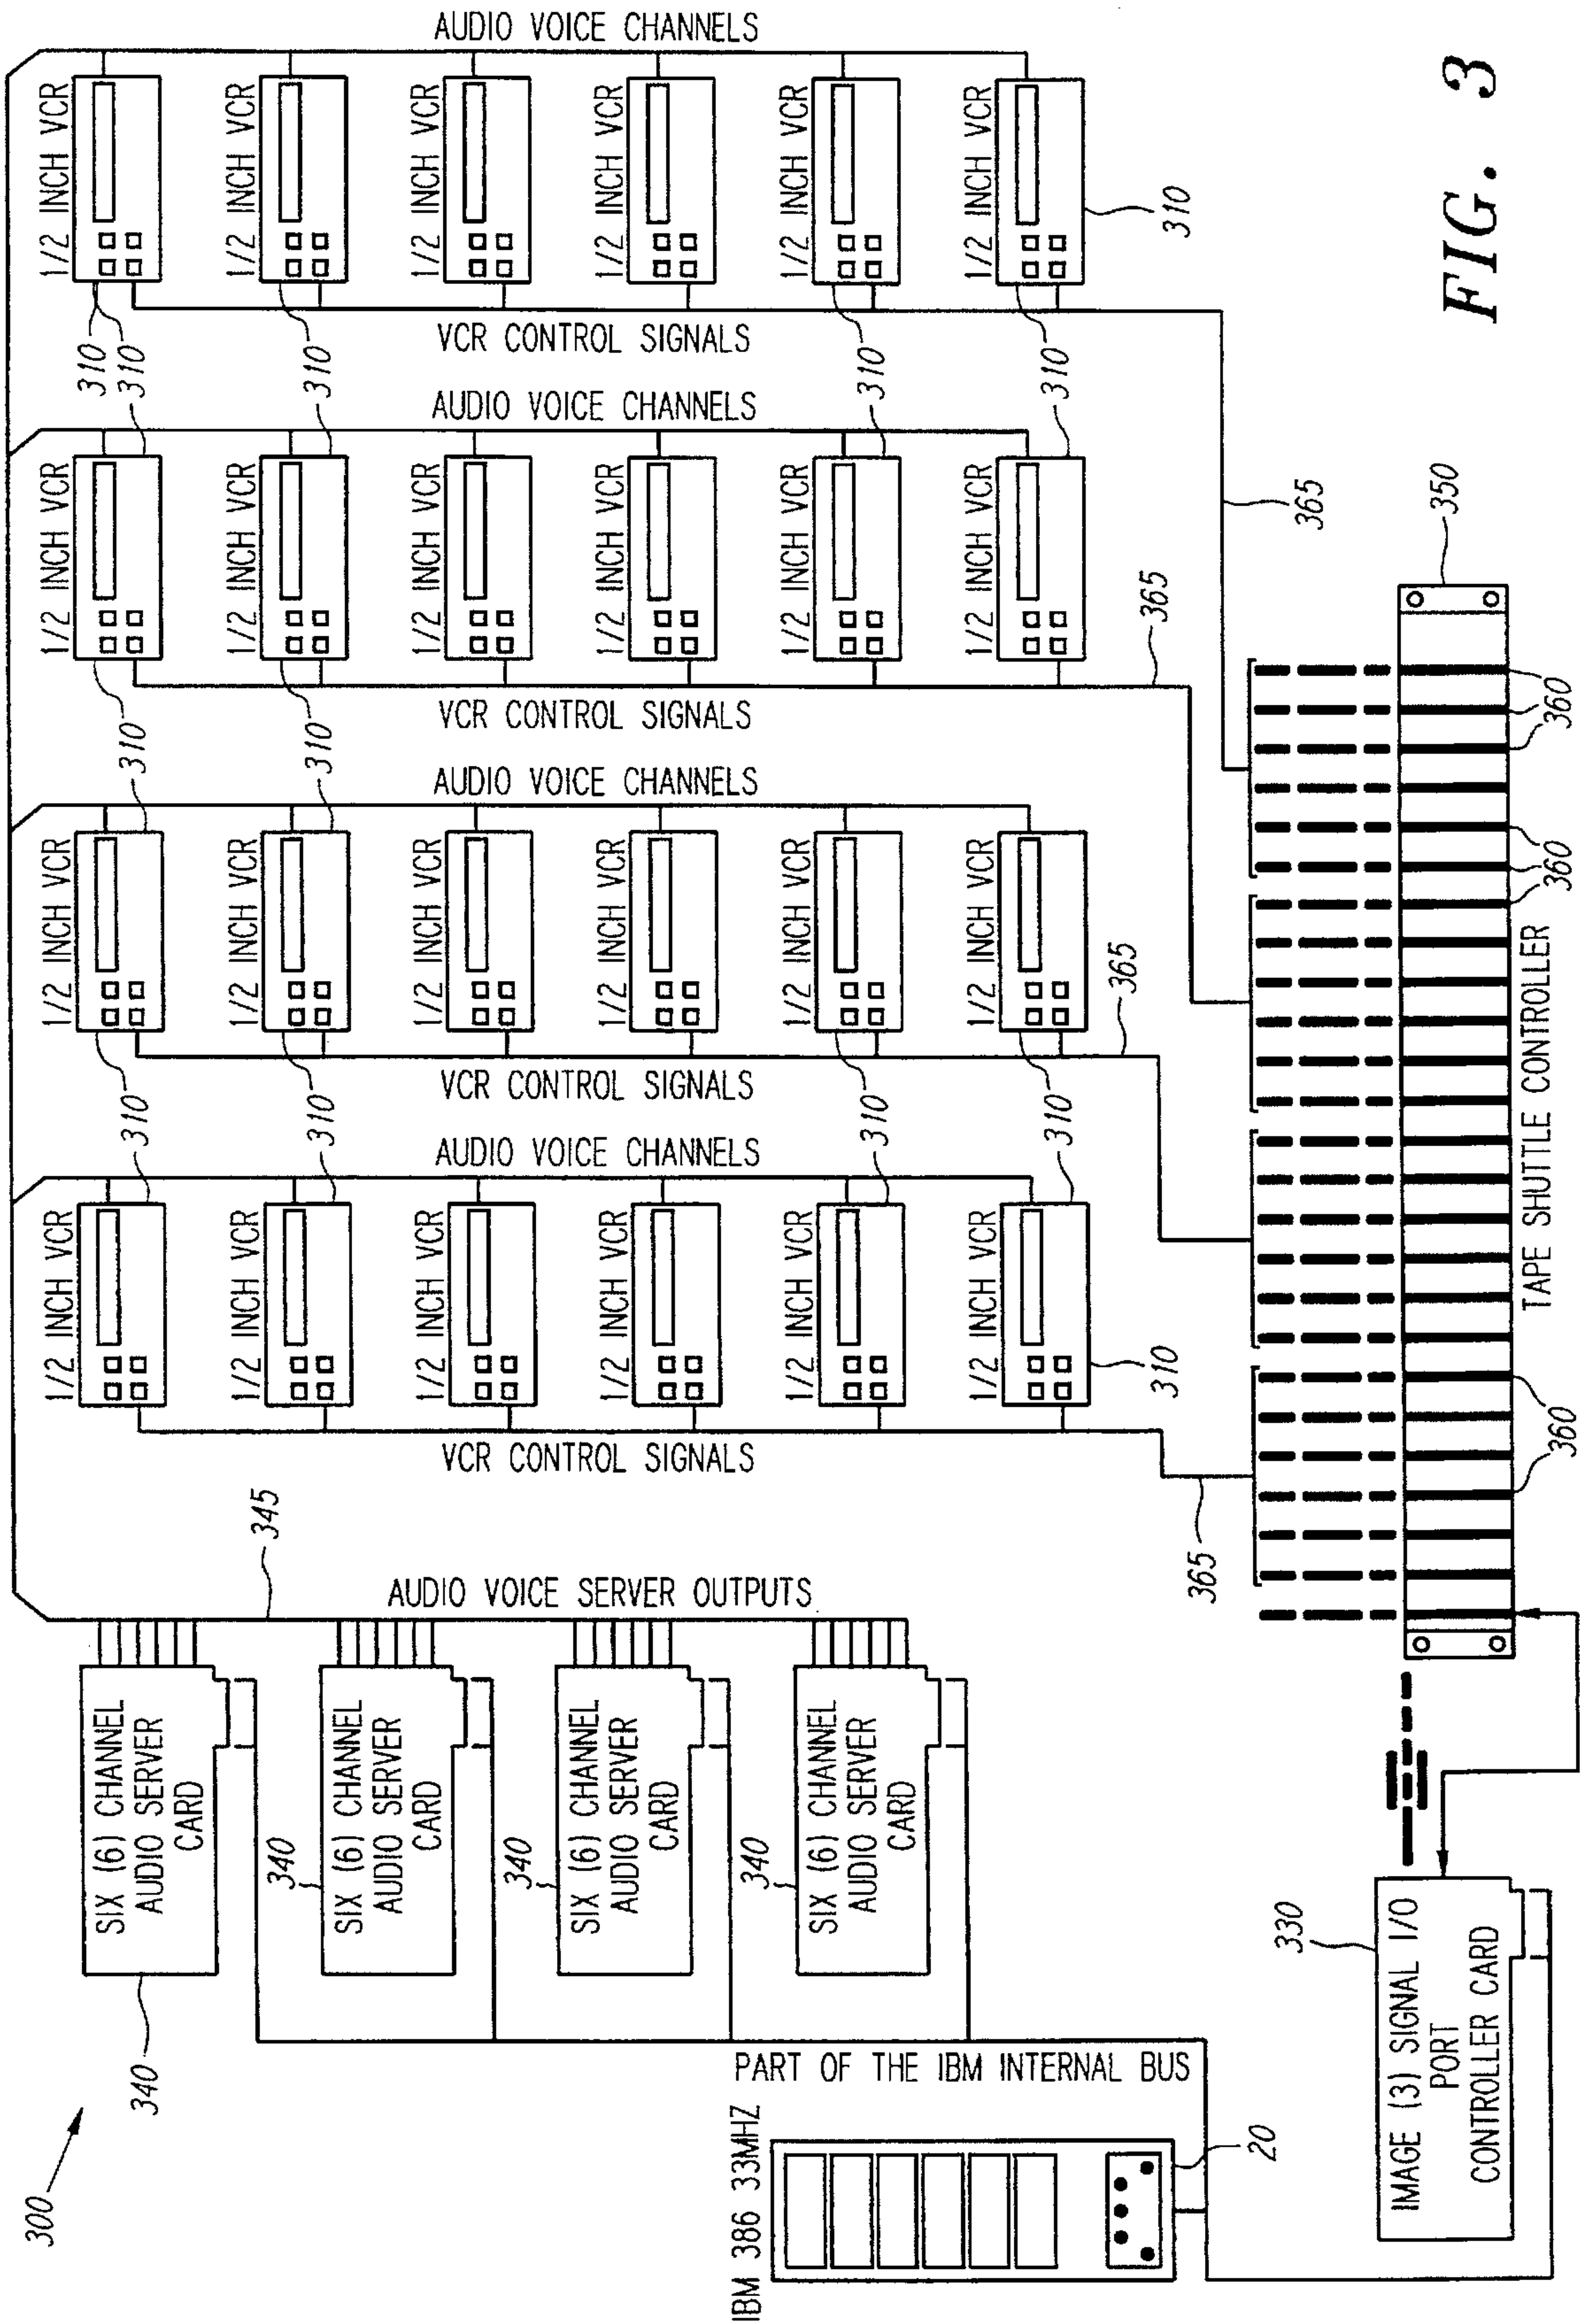 300
340
SIX (6) CHANNEL
AUDIO SERVER
CARD
340
SIX (6) CHANNEL
AUDIO SERVER
CARD
340
SIX (6) CHANNEL
AUDIO SERVER
CARD
340
SIX (6) CHANNEL
AUDIO SERVER
CARD
345
AUDIO VOICE SERVER OUTPUTS
VCR CONTROL SIGNALS
1/2 INCH VCR
1/2 INCH VCR
1/2 INCH VCR
1/2 INCH VCR
1/2 INCH VCR
1/2 INCH VCR
310
AUDIO VOICE CHANNELS
310
310
310
310
VCR CONTROL SIGNALS
1/2 INCH VCR
1/2 INCH VCR
1/2 INCH VCR
1/2 INCH VCR
1/2 INCH VCR
1/2 INCH VCR
AUDIO VOICE CHANNELS
310
310
VCR CONTROL SIGNALS
1/2 INCH VCR
1/2 INCH VCR
1/2 INCH VCR
1/2 INCH VCR
1/2 INCH VCR
1/2 INCH VCR
AUDIO VOICE CHANNELS
310
310
310
310
310
VCR CONTROL SIGNALS
1/2 INCH VCR
1/2 INCH VCR
1/2 INCH VCR
1/2 INCH VCR
1/2 INCH VCR
1/2 INCH VCR
310
AUDIO VOICE CHANNELS
IBM 386 33MHZ
20
PART OF THE IBM INTERNAL BUS
365
365
365
365
330
IMAGE (3) SIGNAL I/O
PORT
CONTROLLER CARD
350
360
360
360
TAPE SHUTTLE CONTROLLER
FIG. 3